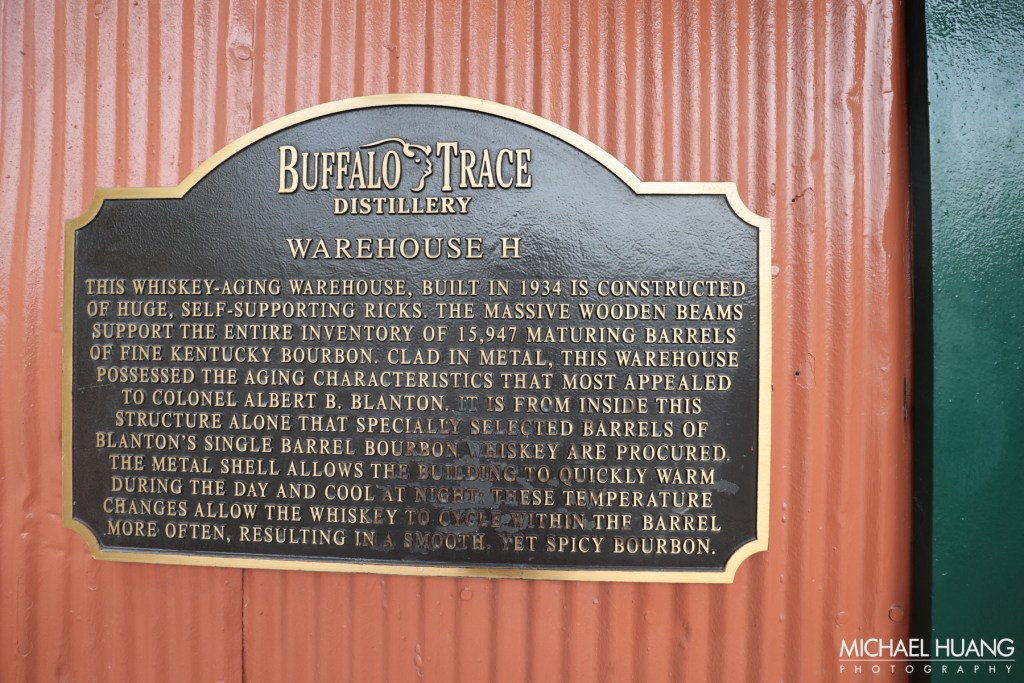 BUFFALO TRACE
DISTILLERY
WAREHOUSE H
THIS WHISKEY-AGING WAREHOUSE, BUILT IN 1934 IS CONSTRUCTED
OF HUGE, SELF-SUPPORTING RICKS. THE MASSIVE WOODEN BEAMS
SUPPORT THE ENTIRE INVENTORY OF 15,947 MATURING BARRELS
OF FINE KENTUCKY BOURBON. CLAD IN METAL, THIS WAREHOUSE
POSSESSED THE AGING CHARACTERISTICS THAT MOST APPEALED
TO COLONEL ALBERT B. BLANTON. IT IS FROM INSIDE THIS
STRUCTURE ALONE THAT SPECIALLY SELECTED BARRELS OF
BLANTON'S SINGLE BARREL BOURBON WHISKEY ARE PROCURED.
THE METAL SHELL ALLOWS THE BUILDING TO QUICKLY WARM
DURING THE DAY AND COOL AT NIGHT. THESE TEMPERATURE
CHANGES ALLOW THE WHISKEY TO CYCLE WITHIN THE BARREL
MORE OFTEN, RESULTING IN A SMOOTH, YET SPICY BOURBON.
MICHAEL HUANG
PHOTOGRAPHY